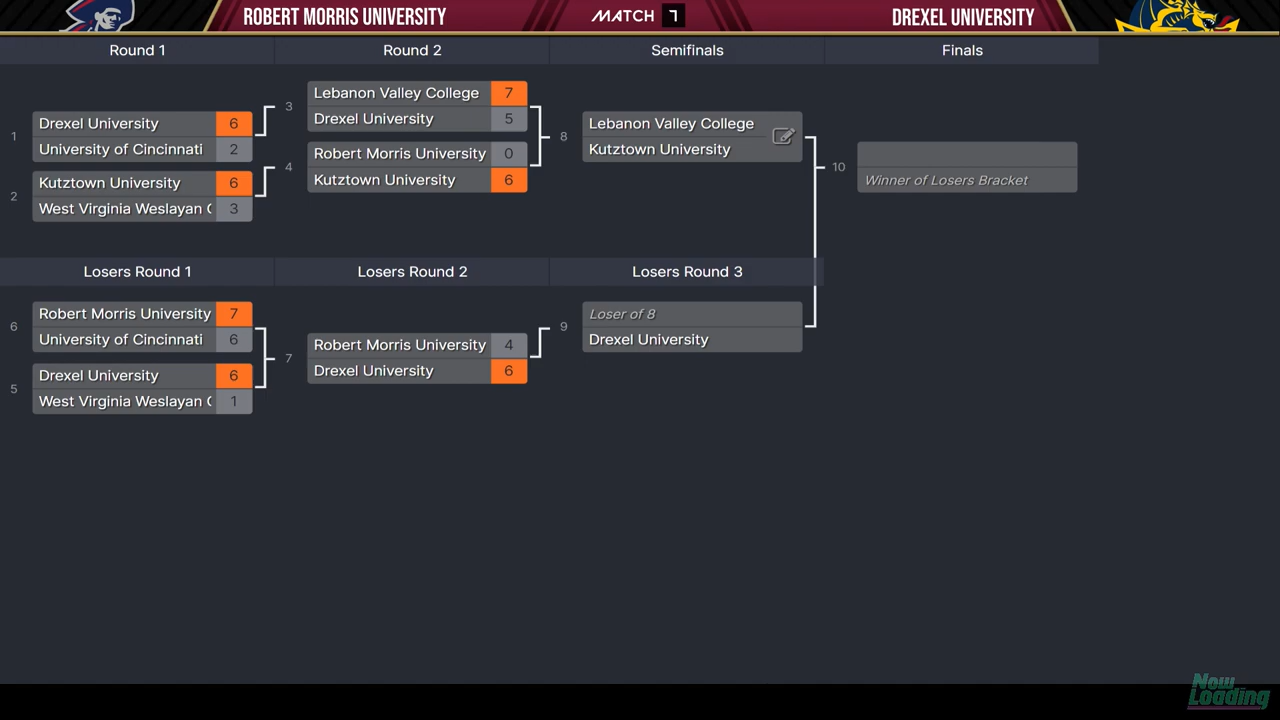 ROBERT MORRIS UNIVERSITY MATCH 7 DREXEL UNIVERSITY
Round 1 Round 2 Semifinals Finals
1
Drexel University 6
University of Cincinnati 2
2
Kutztown University 6
West Virginia Weslayan C 3
3
Lebanon Valley College 7
Drexel University 5
4
Robert Morris University 0
Kutztown University 6
8
Lebanon Valley College
Kutztown University
10
Winner of Losers Bracket
Losers Round 1 Losers Round 2 Losers Round 3
6
Robert Morris University 7
University of Cincinnati 6
5
Drexel University 6
West Virginia Weslayan C 1
7
Robert Morris University 4
Drexel University 6
9
Loser of 8
Drexel University
Now
Loading